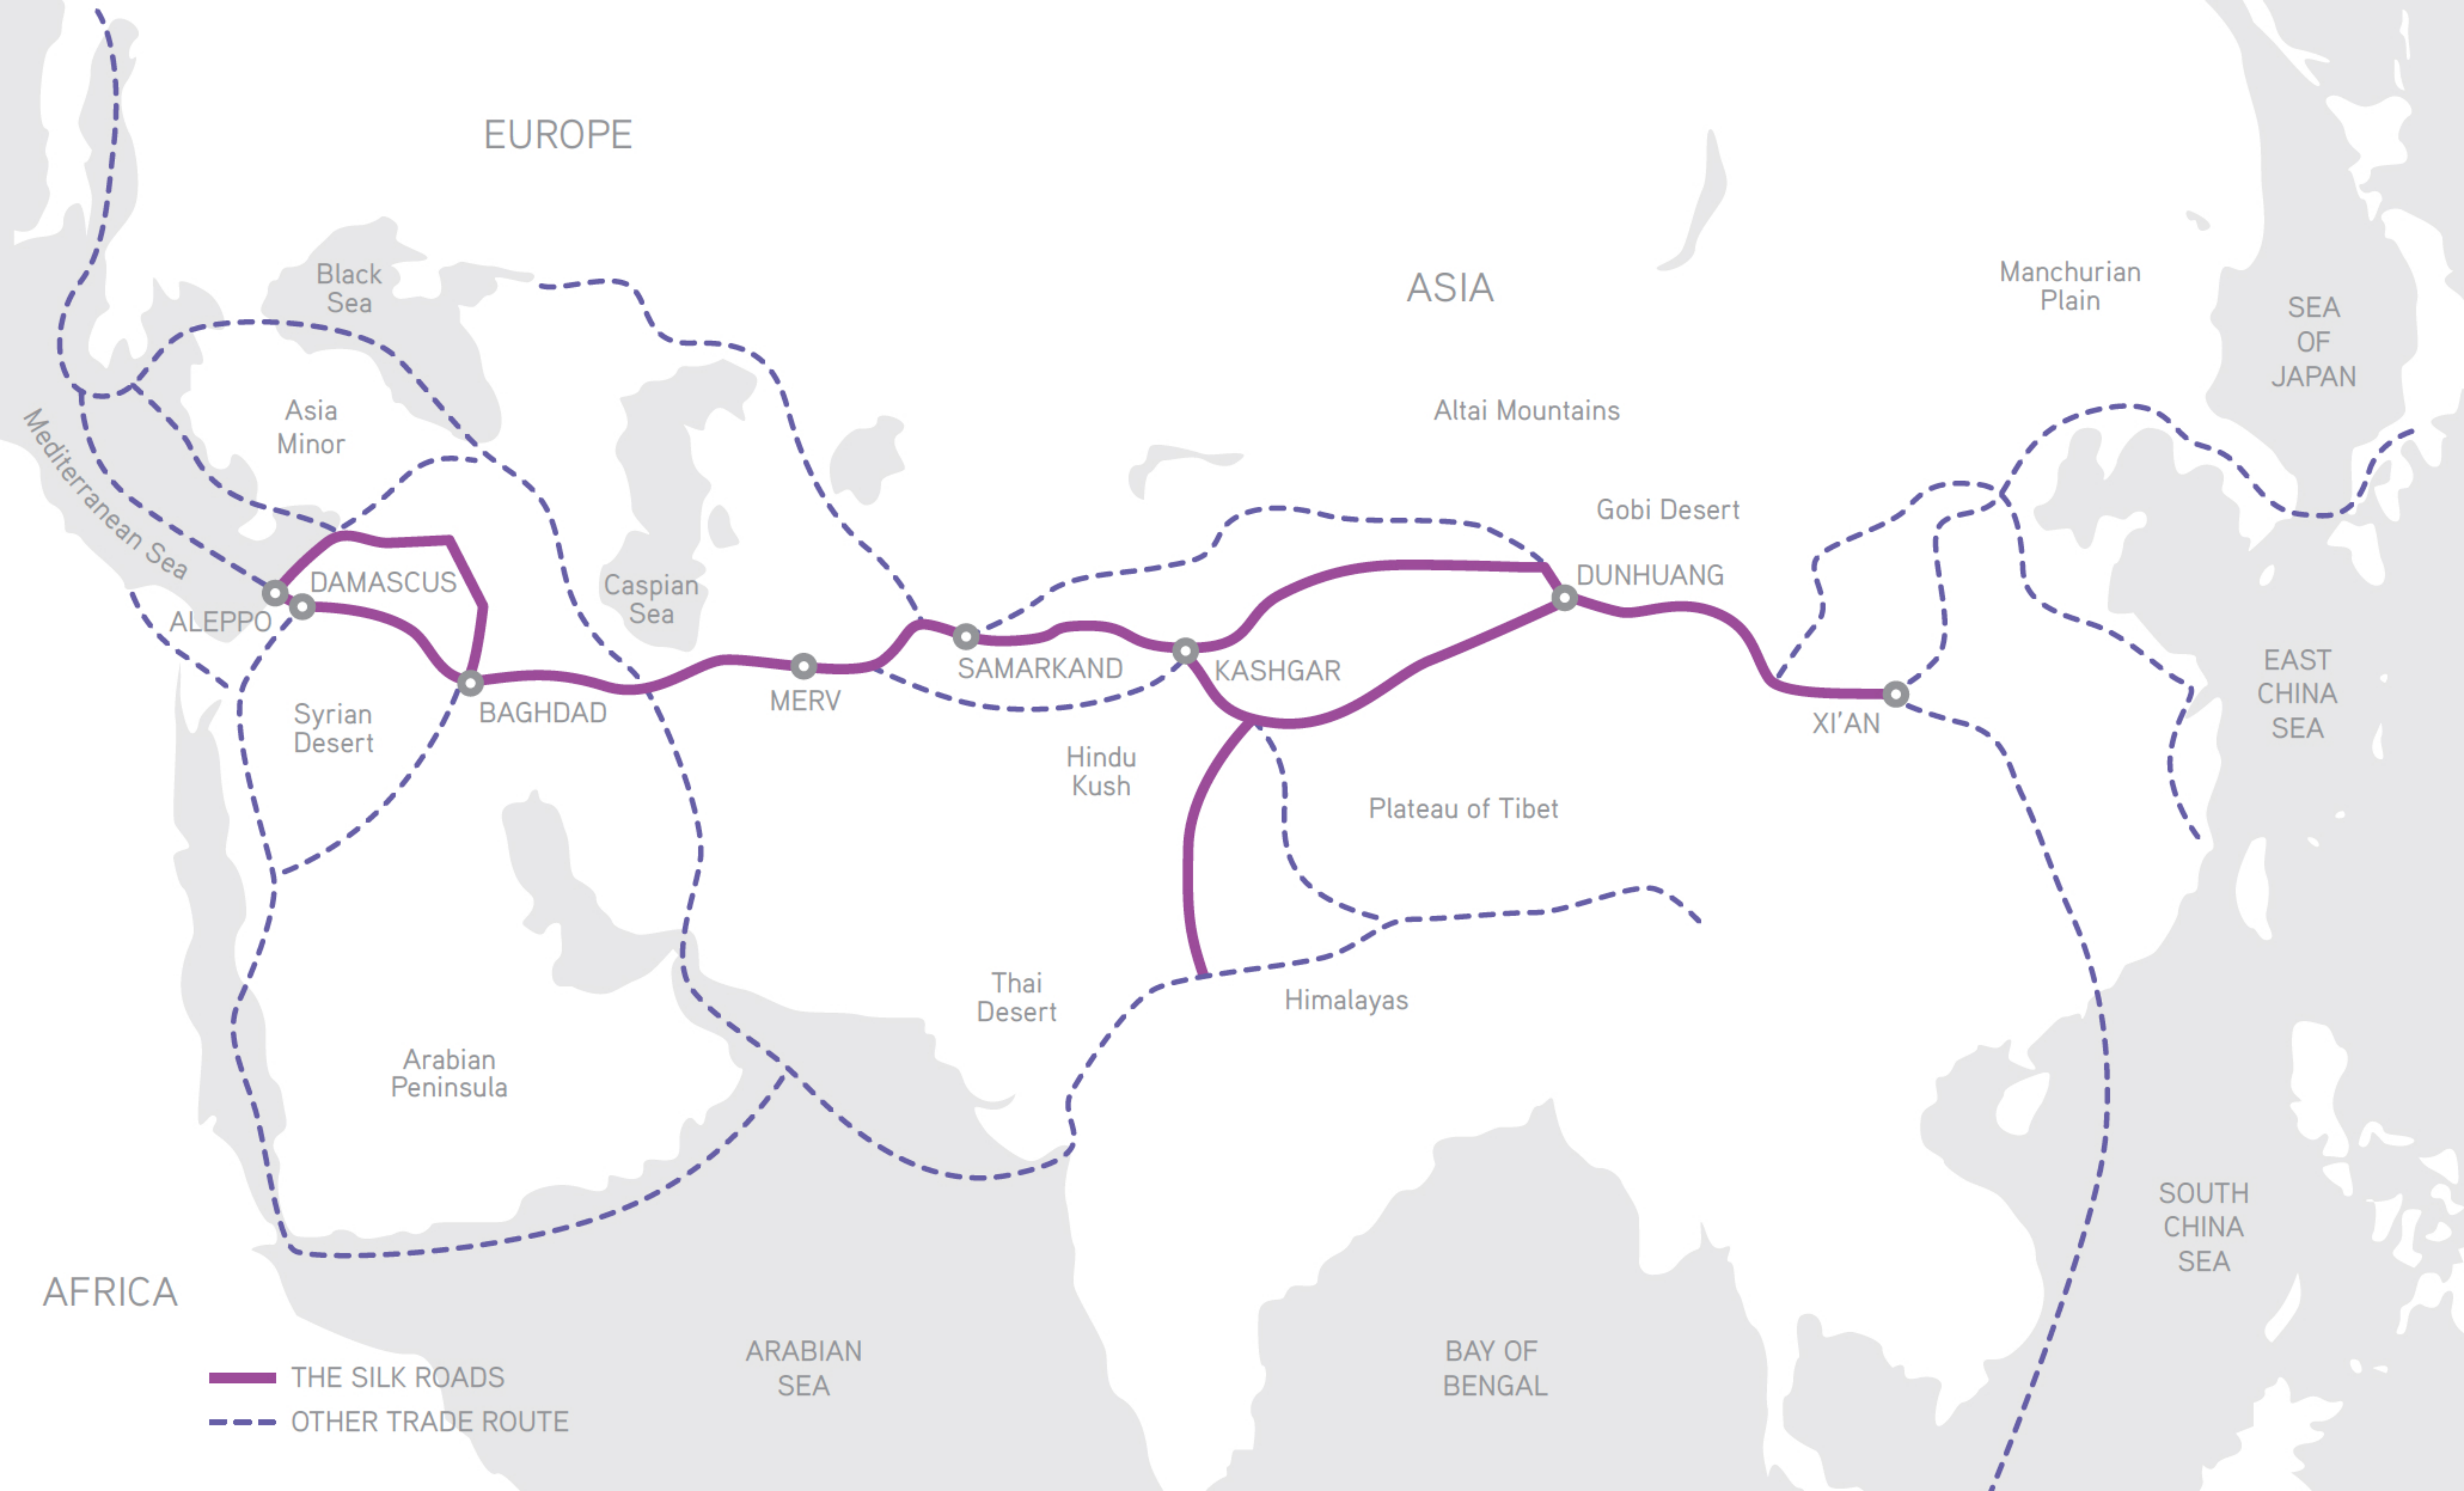 EUROPE
Black
Sea
ASIA
Manchurian
Plain
SEA
OF
JAPAN
Asia
Minor
Altai Mountains
Mediterranean Sea
Gobi Desert
DAMASCUS
Caspian
Sea
DUNHUANG
ALEPPO
SAMARKAND
KASHGAR
EAST
CHINA
SEA
MERV
BAGHDAD
XI'AN
Syrian
Desert
Hindu
Kush
Plateau of Tibet
Thai
Desert
Himalayas
Arabian
Peninsula
SOUTH
CHINA
SEA
AFRICA
ARABIAN
SEA
BAY OF
BENGAL
THE SILK ROADS
OTHER TRADE ROUTE